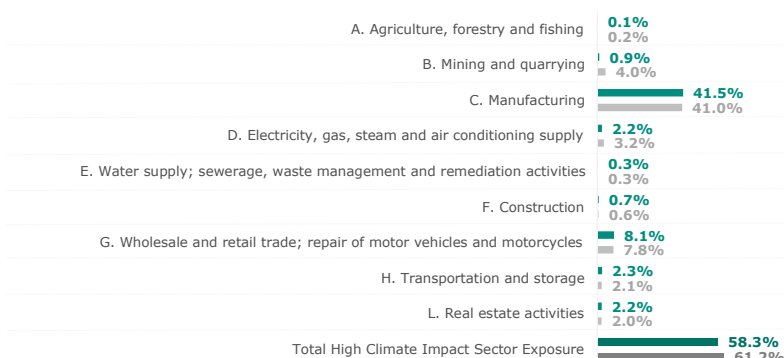 A. Agriculture, forestry and fishing 0.1%
0.2%
B. Mining and quarrying 0.9%
4.0%
C. Manufacturing 41.5%
41.0%
D. Electricity, gas, steam and air conditioning supply 2.2%
3.2%
E. Water supply; sewerage, waste management and remediation activities 0.3%
0.3%
F. Construction 0.7%
0.6%
G. Wholesale and retail trade; repair of motor vehicles and motorcycles 8.1%
7.8%
H. Transportation and storage 2.3%
2.1%
L. Real estate activities 2.2%
2.0%
Total High Climate Impact Sector Exposure 58.3%
61.2%